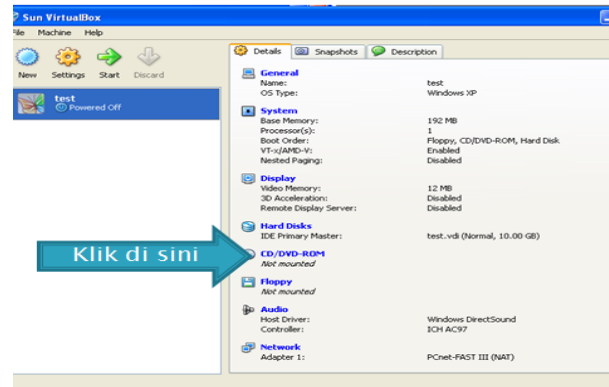 Sun VirtualBox
File Machine Help
New Settings Start Discard
test
Powered Off
Details Snapshots Description
General
Name: test
OS Type: Windows XP
System
Base Memory: 192 MB
Processor(s): 1
Boot Order: Floppy, CD/DVD-ROM, Hard Disk
VT-x/AMD-V: Enabled
Nested Paging: Disabled
Display
Video Memory: 12 MB
3D Acceleration: Disabled
Remote Display Server: Disabled
Hard Disks
IDE Primary Master: test.vdi (Normal, 10.00 GB)
Klik di sini
CD/DVD-ROM
Not mounted
Floppy
Not mounted
Audio
Host Driver: Windows DirectSound
Controller: ICH AC97
Network
Adapter 1: PCnet-FAST III (NAT)